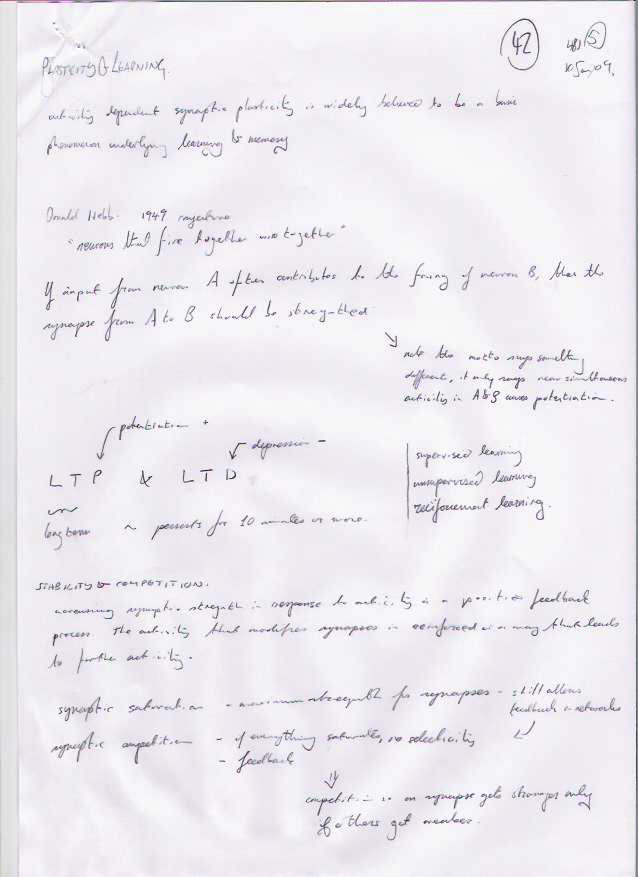 42
5
10 Jan 09.
PLASTICITY & LEARNING.
activity dependent synaptic plasticity is widely believed to be a basic
phenomenon underlying learning & memory
Donald Hebb. 1949 conjecture
"neurons that fire together wire together"
If input from neuron A often contributes to the firing of neuron B, then the
synapse from A to B should be strengthed
note the motto says something
different, it only says near simultaneous
activity in A&B causes potentiation.
potentiation +
depression -
LTP & LTD
long term ~ persists for 10 minutes or more.
supervised learning
unsupervised learning
reinforcement learning.
STABILITY & COMPETITION.
increasing synaptic strength in response to activity is a positive feedback
process. The activity that modifies synapses is reinforced in a way that leads
to further activity.
synaptic saturation - maximum strength for synapses - still allows
feedback in networks
synaptic competition - if everything saturates, no selectivity
- feedback
competition so on synapse gets stronger only
if others get weaker.